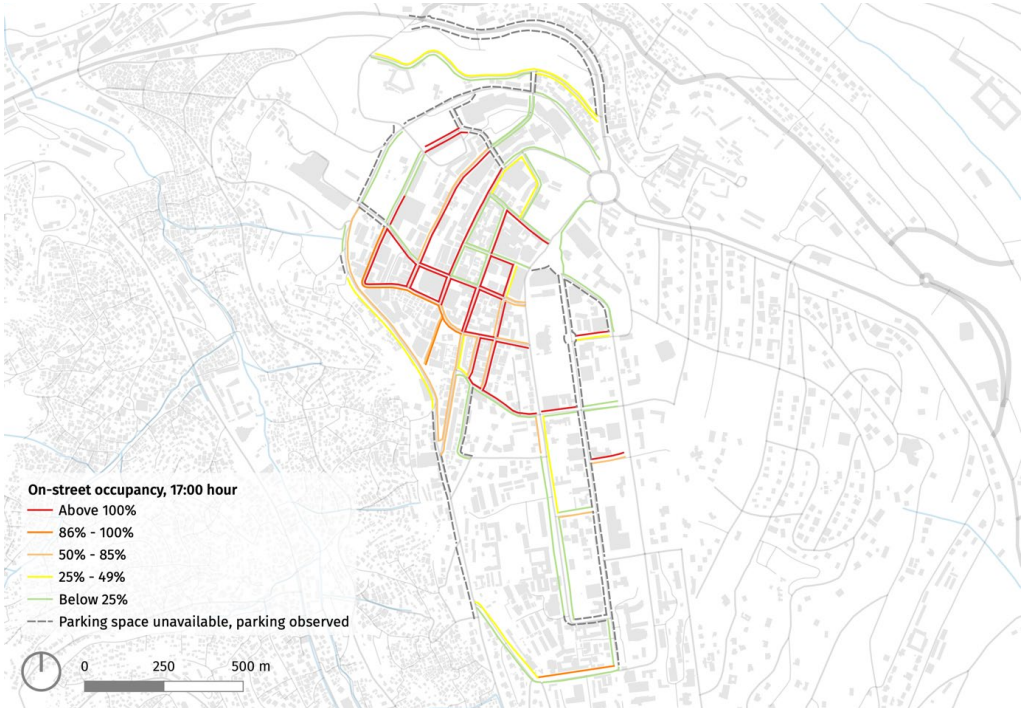 On-street occupancy, 17:00 hour
Above 100%
86% - 100%
50% - 85%
25% - 49%
Below 25%
Parking space unavailable, parking observed
0 250 500 m